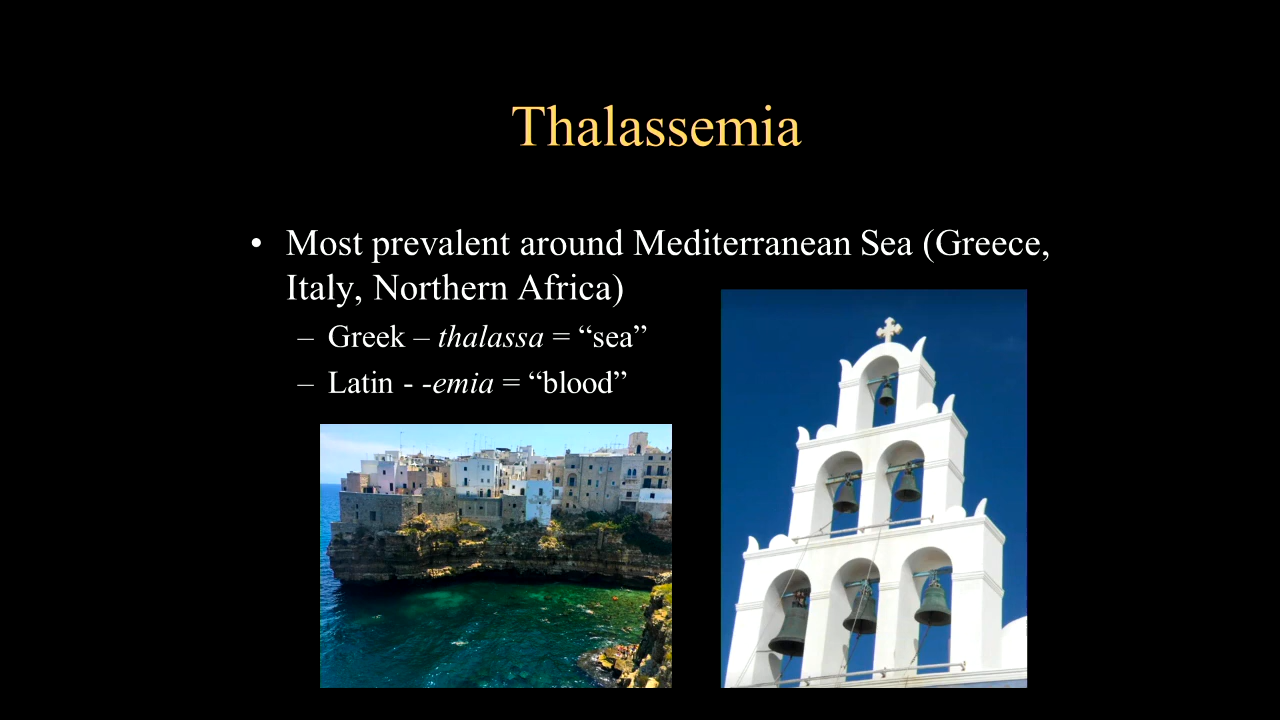 Thalassemia
• Most prevalent around Mediterranean Sea (Greece,
Italy, Northern Africa)
– Greek – thalassa = “sea”
– Latin - -emia = “blood”